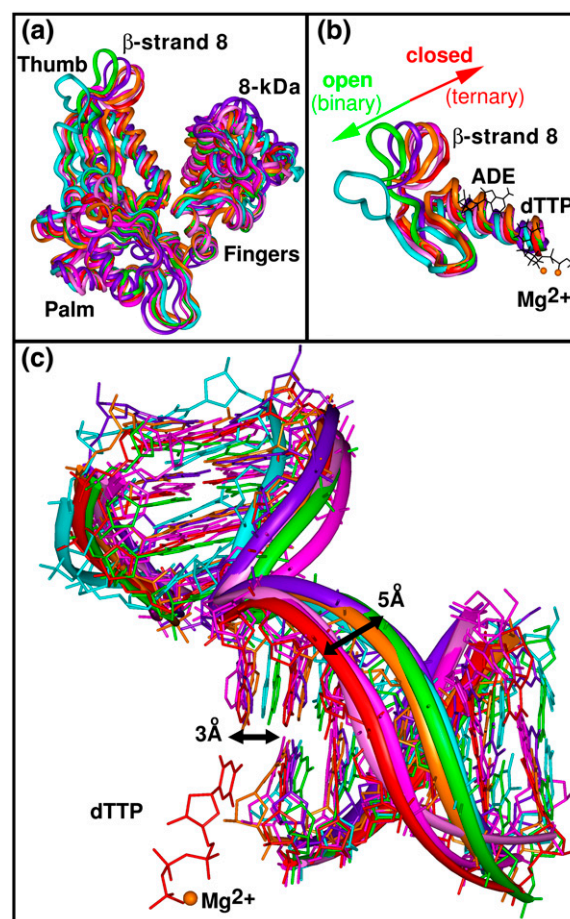 (a)
β-strand 8
Thumb
8-kDa
Fingers
Palm
(b)
closed
open
(binary)
(ternary)
β-strand 8
ADE
dTTP
Mg2+
(c)
5Å
3Å
dTTP
Mg2+